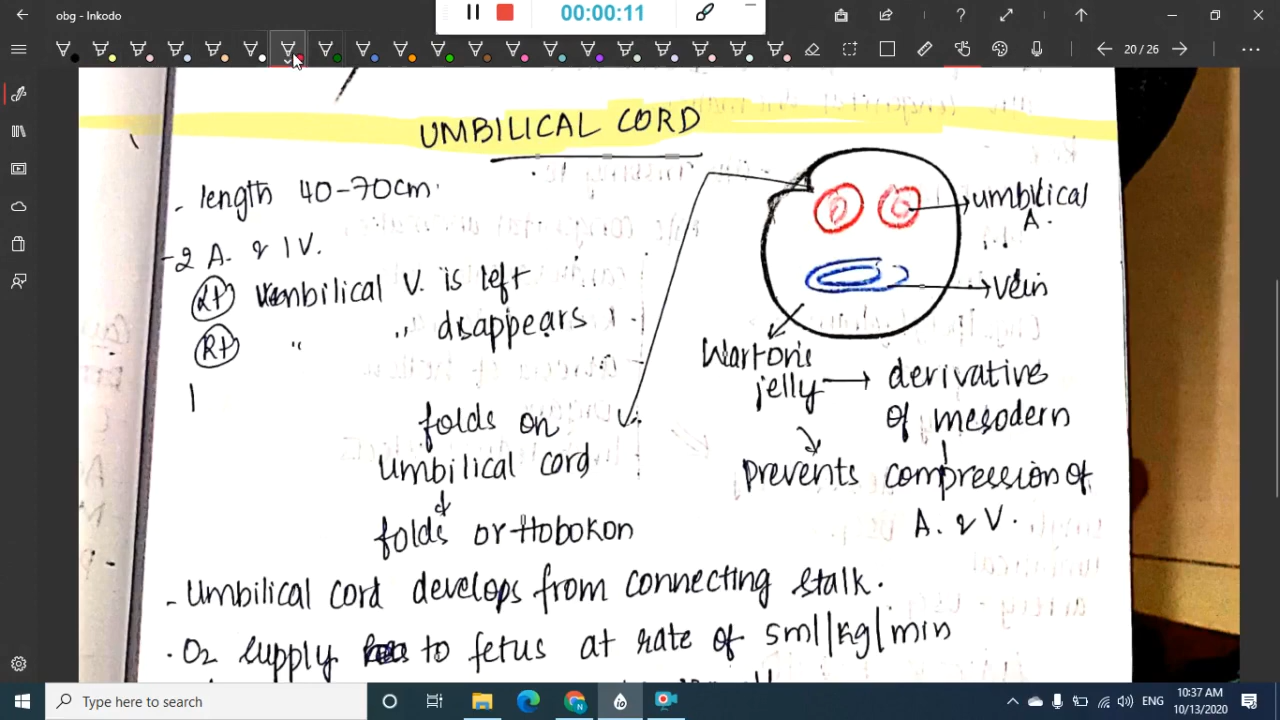 obg - Inkodo
00:00:11
20 / 26
UMBILICAL CORD
- length 40-70cm.
- 2 A. & 1 V.
Lt umbilical V. is left
Rt " " disappears
umbilical
A.
Vein
Warton's
jelly → derivative
of mesodern
prevents compression of
A. & V.
folds on
umbilical cord
folds or Hobokon
- Umbilical cord develops from connecting stalk.
. O2 supply to fetus at rate of 5ml/kg/min
Type here to search
ENG
10:37 AM
10/13/2020